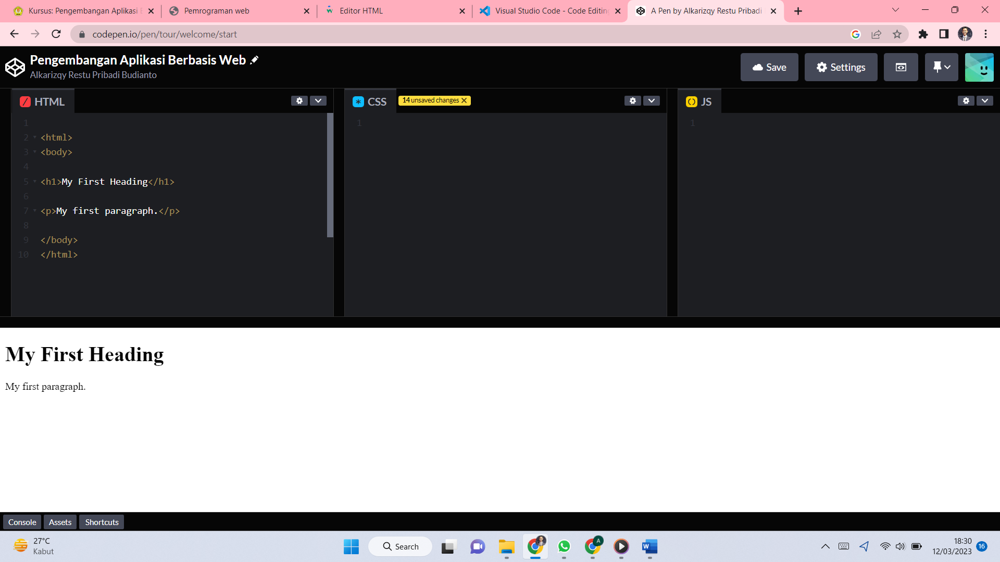 Kursus: Pengembangan Aplikasi
Pemrograman web
Editor HTML
Visual Studio Code - Code Editing
A Pen by Alkarizqy Restu Pribadi
codepen.io/pen/tour/welcome/start
Pengembangan Aplikasi Berbasis Web
Alkarizqy Restu Pribadi Budianto
Save
Settings
HTML
CSS
14 unsaved changes
JS
1
2 <html>
3 <body>
4
5 <h1>My First Heading</h1>
6
7 <p>My first paragraph.</p>
8
9 </body>
10 </html>
1
1
My First Heading
My first paragraph.
Console Assets Shortcuts
27°C
Kabut
Search
A
W
18:30
12/03/2023
16